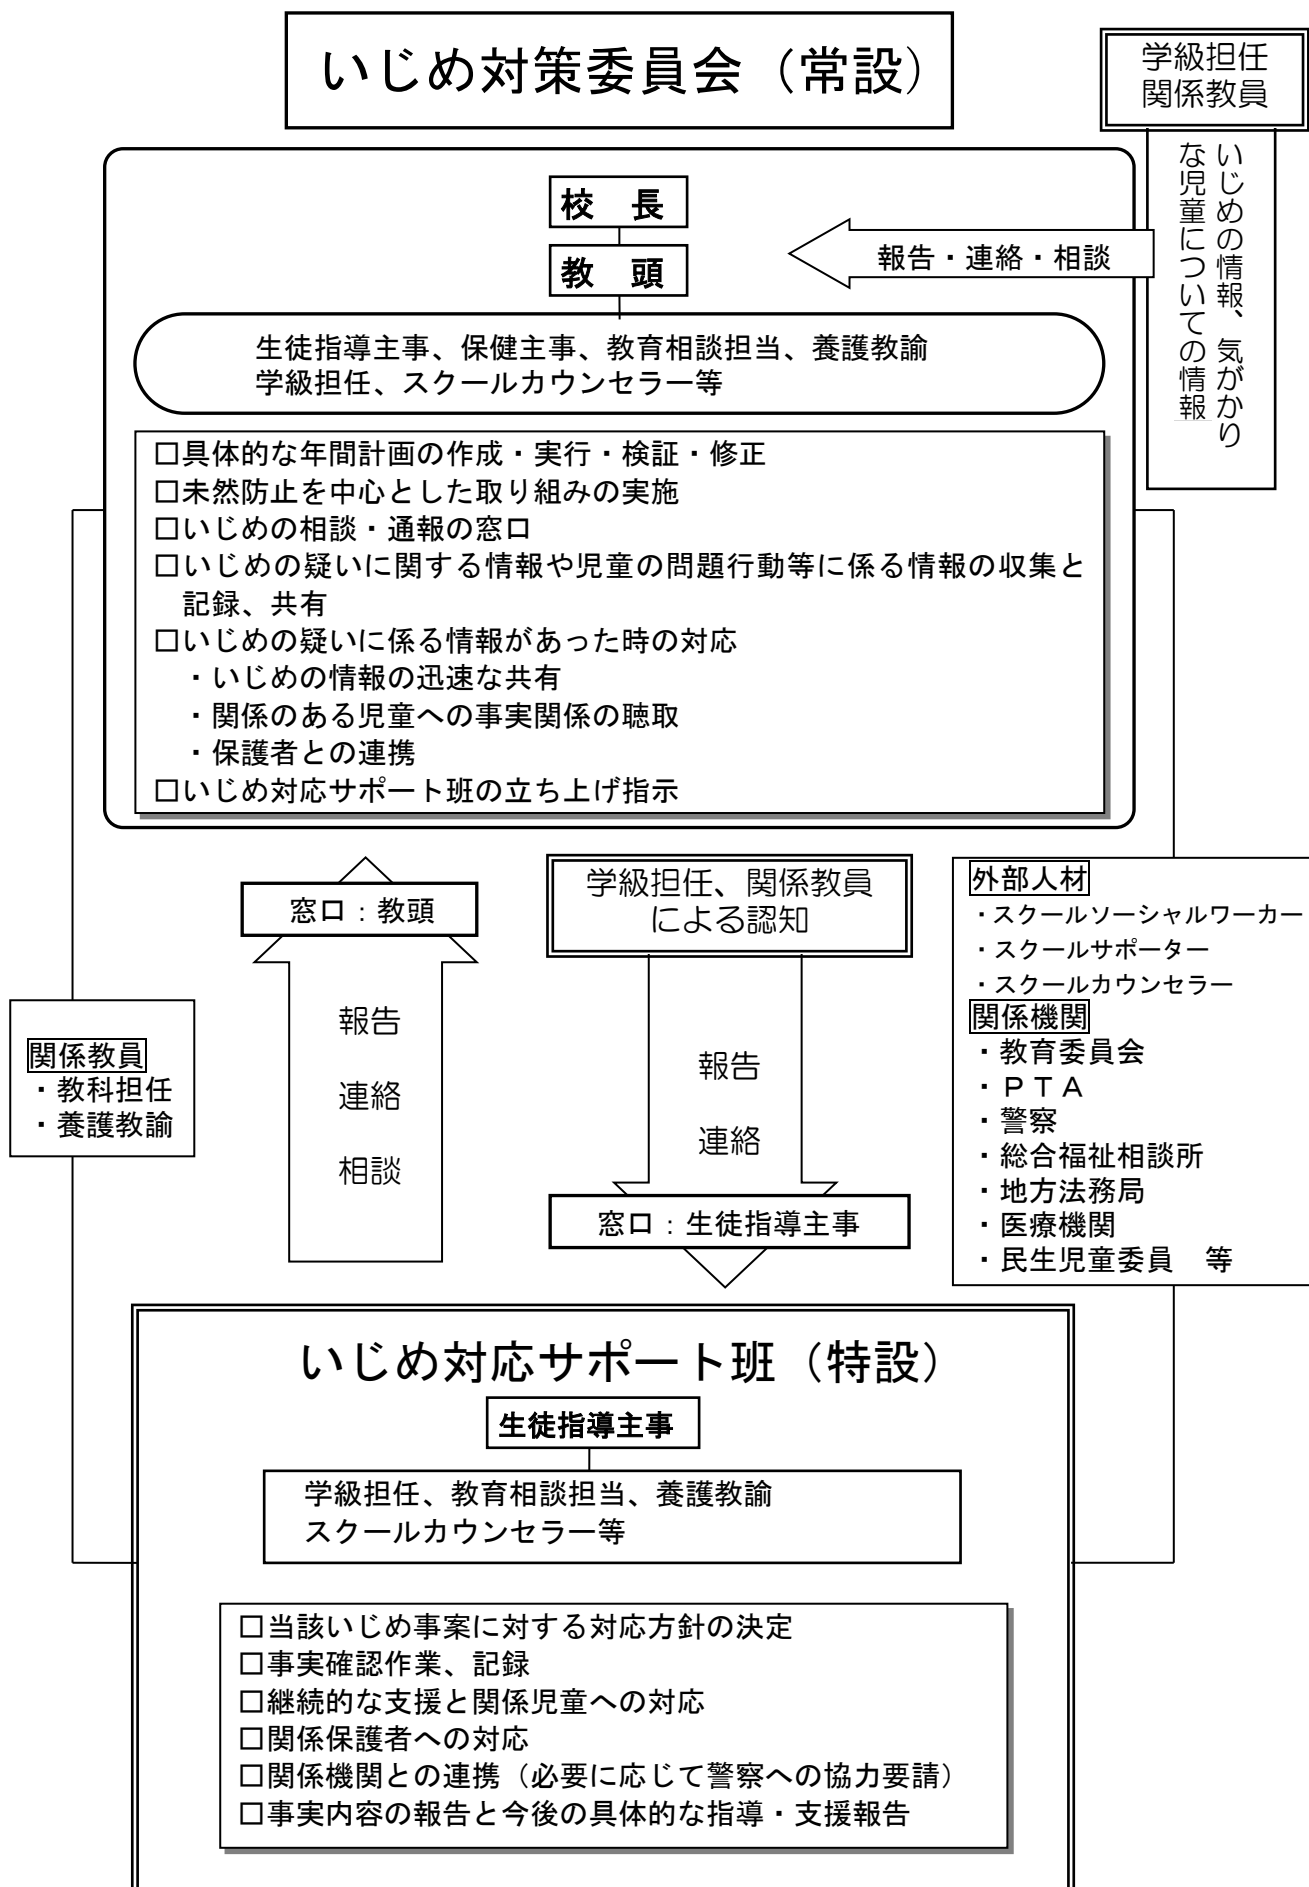 いじめ対策委員会（常設）
学級担任
関係教員
いじめの情報、気がかり
な児童についての情報
校　長
教　頭
報告・連絡・相談
生徒指導主事、保健主事、教育相談担当、養護教諭
学級担任、スクールカウンセラー等
□具体的な年間計画の作成・実行・検証・修正
□未然防止を中心とした取り組みの実施
□いじめの相談・通報の窓口
□いじめの疑いに関する情報や児童の問題行動等に係る情報の収集と
記録、共有
□いじめの疑いに係る情報があった時の対応
・いじめの情報の迅速な共有
・関係のある児童への事実関係の聴取
・保護者との連携
□いじめ対応サポート班の立ち上げ指示
窓口：教頭
報告
連絡
相談
学級担任、関係教員
による認知
報告
連絡
窓口：生徒指導主事
関係教員
・教科担任
・養護教諭
外部人材
・スクールソーシャルワーカー
・スクールサポーター
・スクールカウンセラー
関係機関
・教育委員会
・ＰＴＡ
・警察
・総合福祉相談所
・地方法務局
・医療機関
・民生児童委員　等
いじめ対応サポート班（特設）
生徒指導主事
学級担任、教育相談担当、養護教諭
スクールカウンセラー等
□当該いじめ事案に対する対応方針の決定
□事実確認作業、記録
□継続的な支援と関係児童への対応
□関係保護者への対応
□関係機関との連携（必要に応じて警察への協力要請）
□事実内容の報告と今後の具体的な指導・支援報告